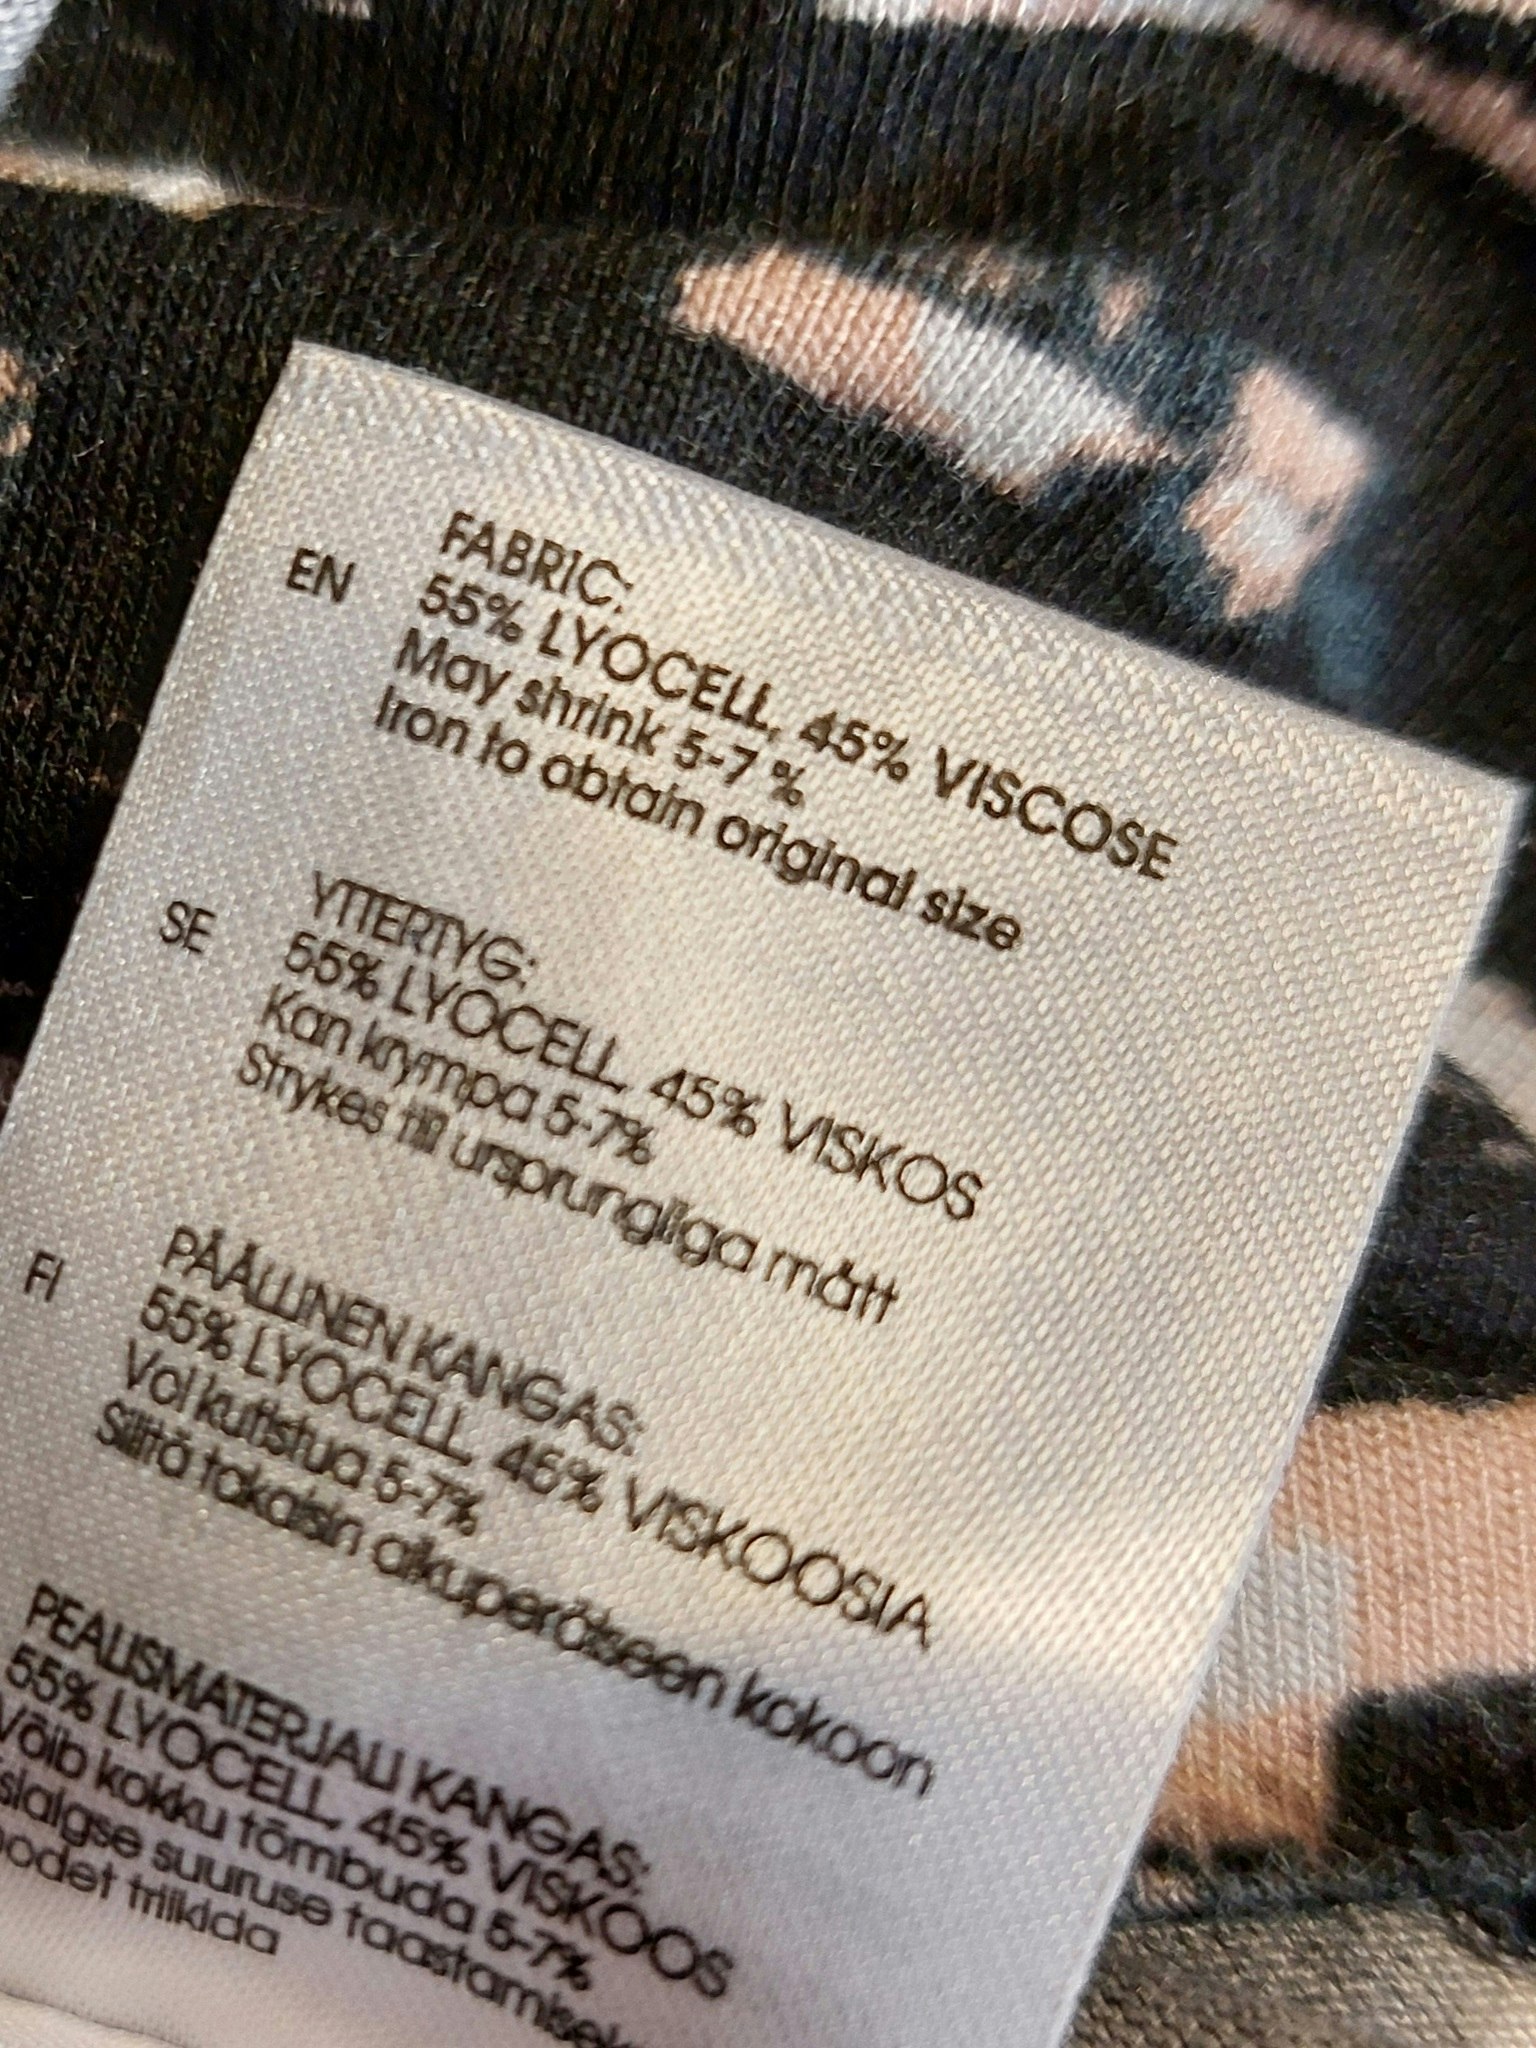 EN
FABRIC:
55% LYOCELL, 45% VISCOSE
May shrink 5-7 %
Iron to obtain original size
SE
YTTERTYG:
55% LYOCELL, 45% VISKOS
Kan krympa 5-7%
Strykes till ursprungliga mått
FI
PÄÄLLINEN KANGAS:
55% LYOCELL, 45% VISKOOSIA
Voi kutistua 5-7%
Silitä takaisin alkuperäiseen kokoon
PEALISMATERJALI KANGAS:
55% LYOCELL, 45% VISKOOS
Võib kokku tõmbuda 5-7%
suuruse
triikida